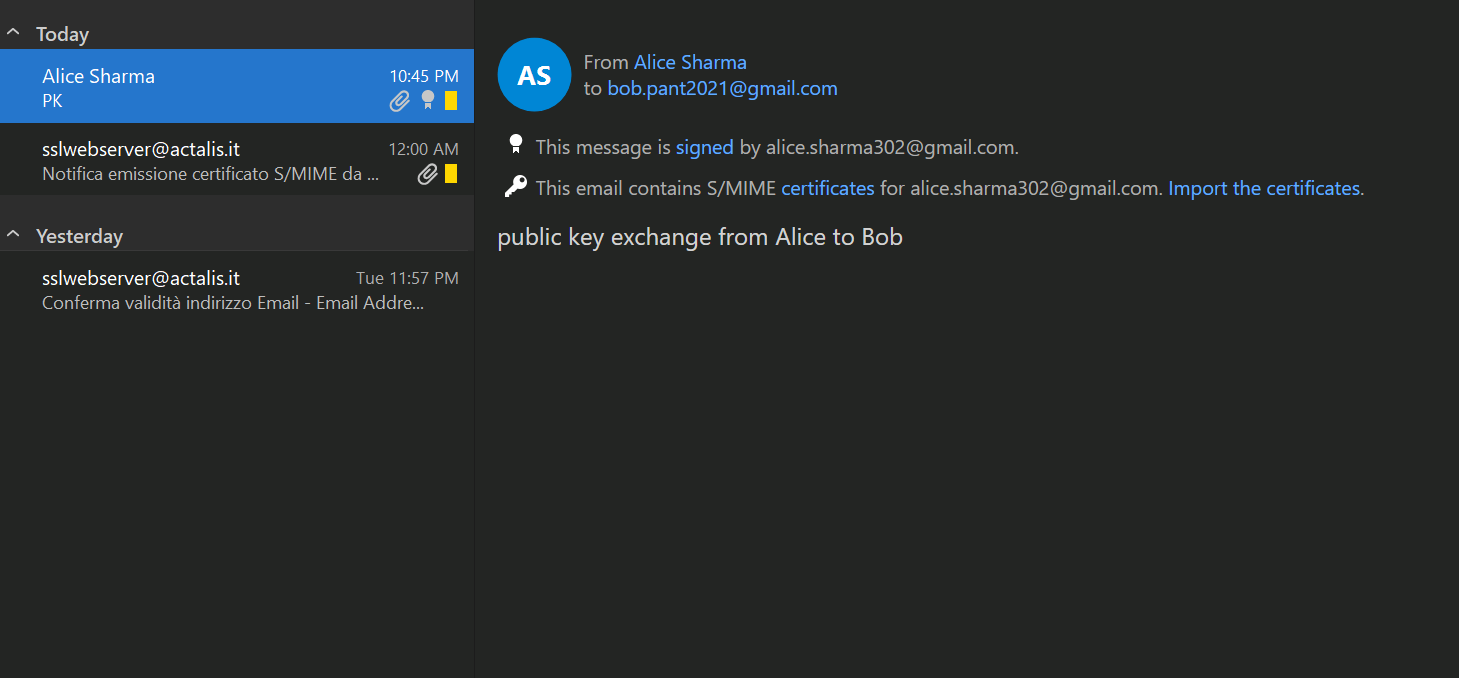 Today
Alice Sharma 10:45 PM
PK
sslwebserver@actalis.it 12:00 AM
Notifica emissione certificato S/MIME da ...
Yesterday
sslwebserver@actalis.it Tue 11:57 PM
Conferma validità indirizzo Email - Email Addre...
AS
From Alice Sharma
to bob.pant2021@gmail.com
This message is signed by alice.sharma302@gmail.com.
This email contains S/MIME certificates for alice.sharma302@gmail.com. Import the certificates.
public key exchange from Alice to Bob